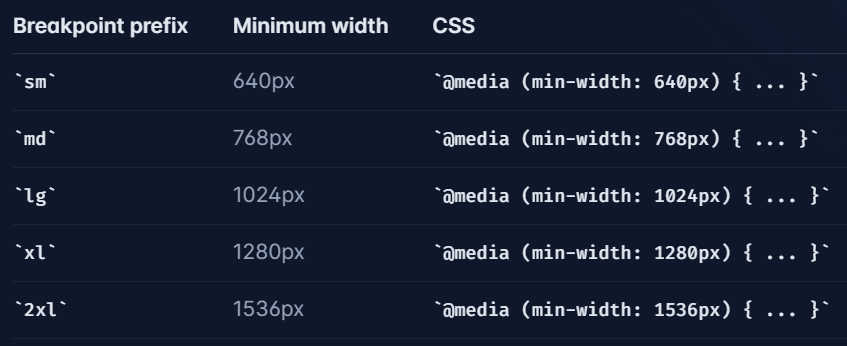 Breakpoint prefix Minimum width CSS
`sm` 640px `@media (min-width: 640px) { ... }`
`md` 768px `@media (min-width: 768px) { ... }`
`lg` 1024px `@media (min-width: 1024px) { ... }`
`xl` 1280px `@media (min-width: 1280px) { ... }`
`2xl` 1536px `@media (min-width: 1536px) { ... }`